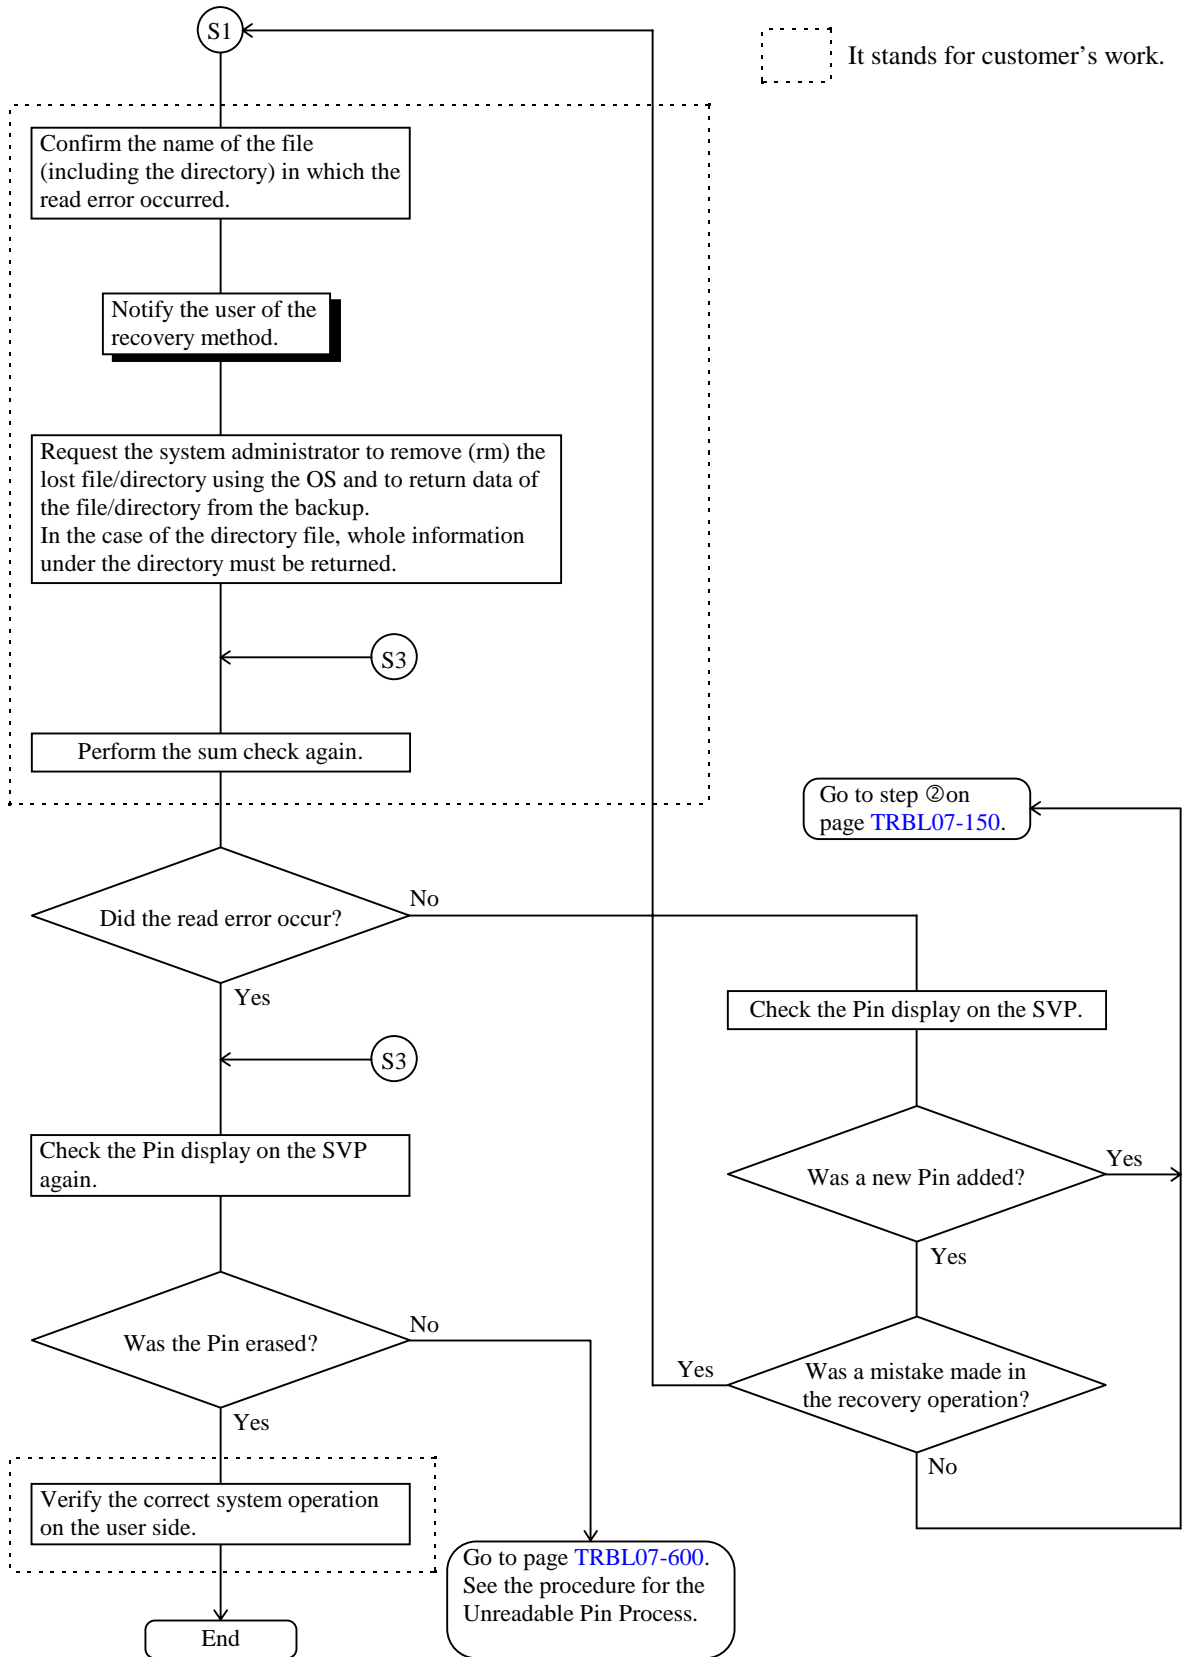 S1
It stands for customer's work.
Confirm the name of the file
(including the directory) in which the
read error occurred.
Notify the user of the
recovery method.
Request the system administrator to remove (rm) the
lost file/directory using the OS and to return data of
the file/directory from the backup.
In the case of the directory file, whole information
under the directory must be returned.
S3
Perform the sum check again.
Go to step ②on
page TRBL07-150.
Did the read error occur?
No
Yes
Check the Pin display on the SVP.
S3
Check the Pin display on the SVP
again.
Was a new Pin added?
Yes
Yes
Was the Pin erased?
No
Yes
Was a mistake made in
the recovery operation?
Yes
No
Verify the correct system operation
on the user side.
Go to page TRBL07-600.
See the procedure for the
Unreadable Pin Process.
End